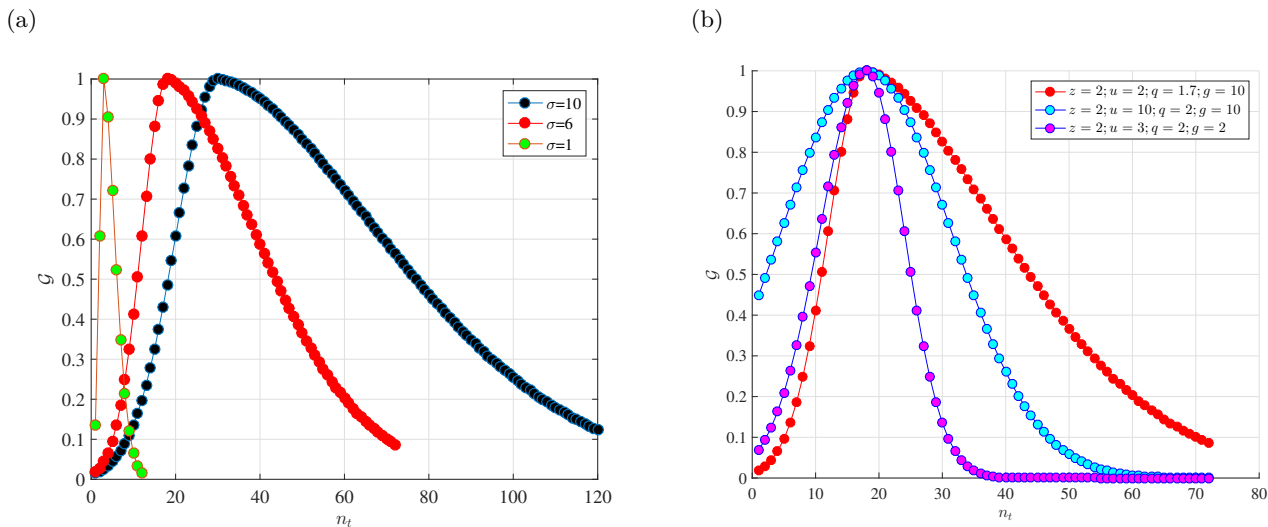 (a)
1
0.9
0.8
0.7
0.6
0.5
0.4
0.3
0.2
0.1
0
𝒢
σ=10
σ=6
σ=1
0 20 40 60 80 100 120
n_t
(b)
1
0.9
0.8
0.7
0.6
0.5
0.4
0.3
0.2
0.1
0
𝒢
z = 2; u = 2; q = 1.7; g = 10
z = 2; u = 10; q = 2; g = 10
z = 2; u = 3; q = 2; g = 2
0 10 20 30 40 50 60 70 80
n_t